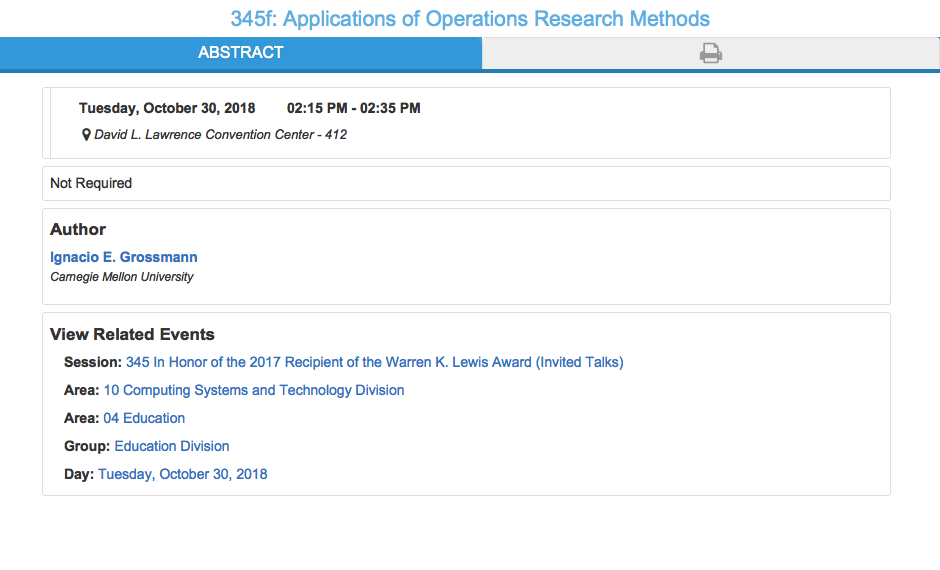 345f: Applications of Operations Research Methods
ABSTRACT
Tuesday, October 30, 2018 02:15 PM - 02:35 PM
David L. Lawrence Convention Center - 412
Not Required
Author
Ignacio E. Grossmann
Carnegie Mellon University
View Related Events
Session: 345 In Honor of the 2017 Recipient of the Warren K. Lewis Award (Invited Talks)
Area: 10 Computing Systems and Technology Division
Area: 04 Education
Group: Education Division
Day: Tuesday, October 30, 2018